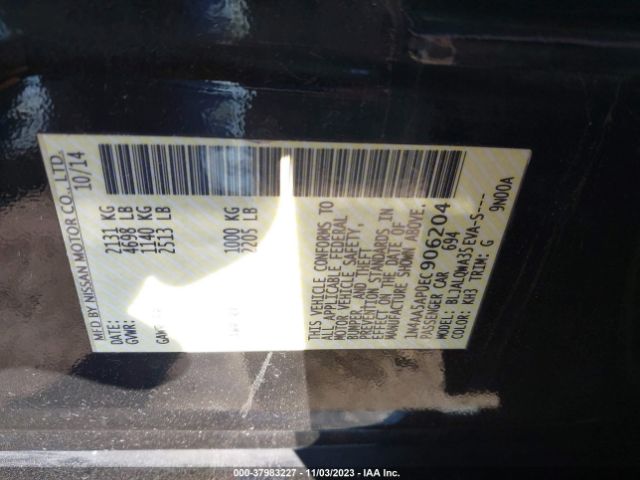 MFD BY NISSAN MOTOR CO., LTD.
DATE: 10/14
GVWR: 2131 KG
4698 LB
1140 KG
2513 LB
1000 KG
2205 LB
THIS VEHICLE CONFORMS TO
ALL APPLICABLE FEDERAL
MOTOR VEHICLE SAFETY,
BUMPER, AND THEFT
PREVENTION STANDARDS IN
EFFECT ON THE DATE OF
MANUFACTURE SHOWN ABOVE.
1N4AA5AP0EC906204
PASSENGER CAR 694
MODEL: BLJALQWA35EVA-S---
COLOR: KH3 TRIM: G 9N00A
000-37983227 - 11/03/2023 - IAA Inc.